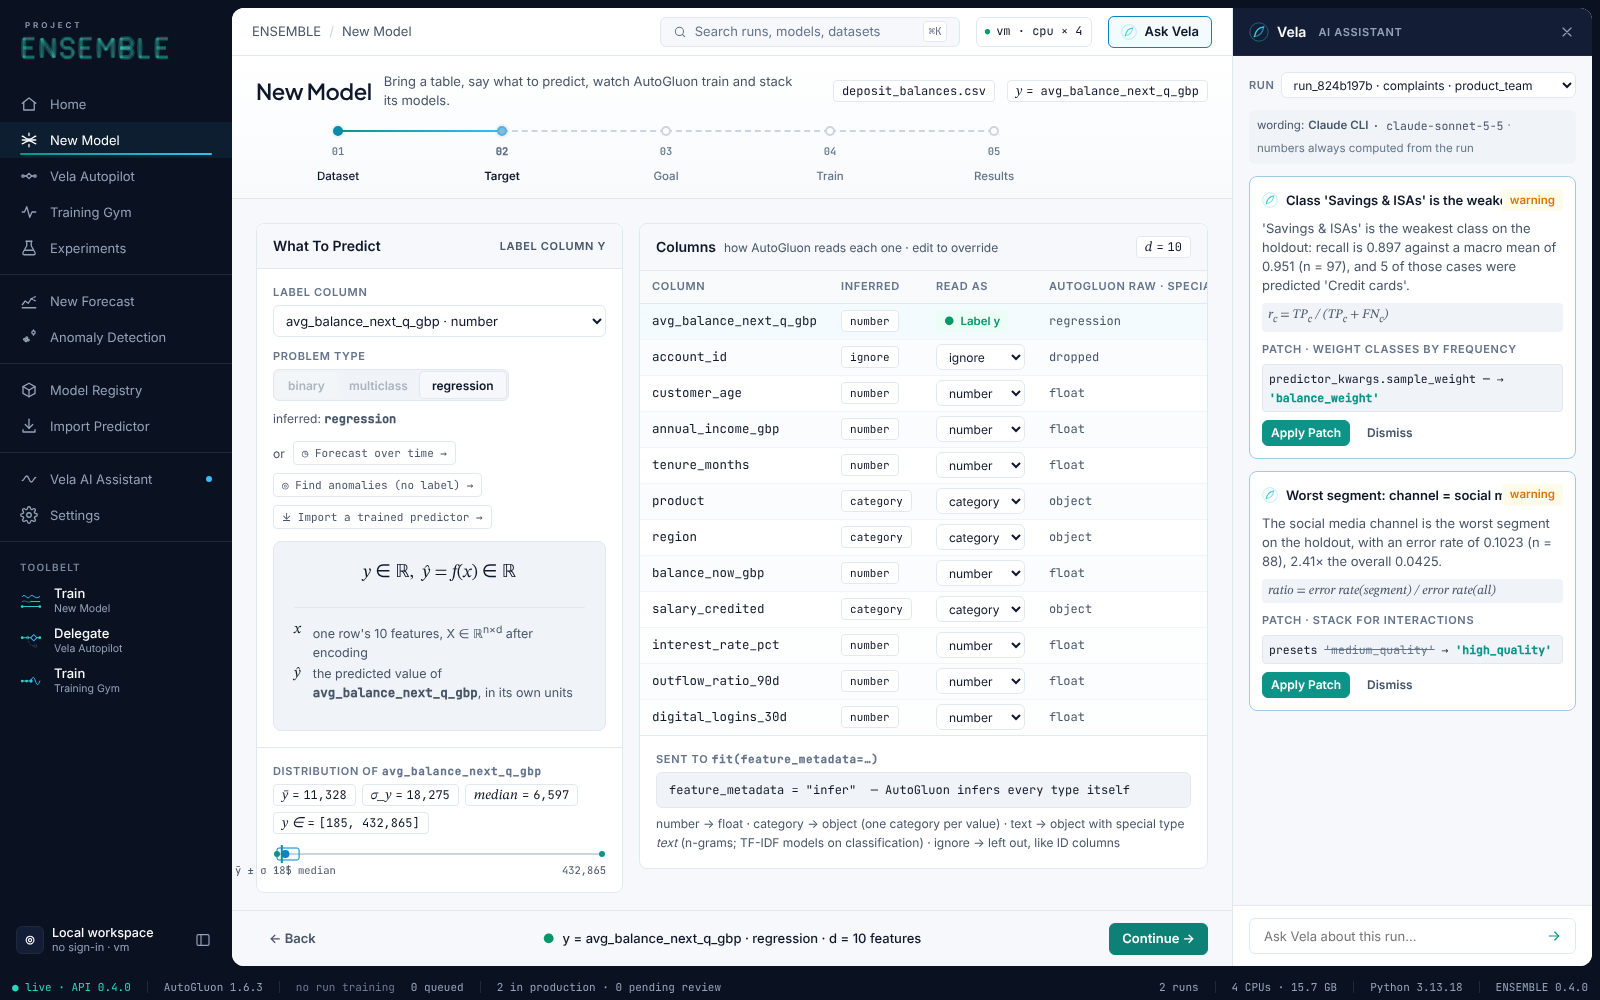 PROJECT
ENSEMBLE
Home
New Model
Vela Autopilot
Training Gym
Experiments
New Forecast
Anomaly Detection
Model Registry
Import Predictor
Vela AI Assistant
Settings
TOOLBELT
Train
New Model
Delegate
Vela Autopilot
Train
Training Gym
Local workspace
no sign-in · vm
ENSEMBLE / New Model
Search runs, models, datasets ⌘K
vm · cpu × 4
Ask Vela
New Model
Bring a table, say what to predict, watch AutoGluon train and stack
its models.
deposit_balances.csv
y = avg_balance_next_q_gbp
01 02 03 04 05
Dataset Target Goal Train Results
What To Predict LABEL COLUMN Y
LABEL COLUMN
avg_balance_next_q_gbp · number
PROBLEM TYPE
binary multiclass regression
inferred: regression
or ◷ Forecast over time →
◎ Find anomalies (no label) →
Import a trained predictor →
y ∈ ℝ, ŷ = f(x) ∈ ℝ
x one row's 10 features, X ∈ ℝn×d after
encoding
ŷ the predicted value of
avg_balance_next_q_gbp, in its own units
DISTRIBUTION OF avg_balance_next_q_gbp
ȳ = 11,328 σ_y = 18,275 median = 6,597
y ∈ = [185, 432,865]
ȳ ± σ 185 median 432,865
Columns how AutoGluon reads each one · edit to override d = 10
COLUMN INFERRED READ AS AUTOGLUON RAW · SPECIA
avg_balance_next_q_gbp number Label y regression
account_id ignore ignore dropped
customer_age number number float
annual_income_gbp number number float
tenure_months number number float
product category category object
region category category object
balance_now_gbp number number float
salary_credited category category object
interest_rate_pct number number float
outflow_ratio_90d number number float
digital_logins_30d number number float
SENT TO fit(feature_metadata=…)
feature_metadata = "infer" — AutoGluon infers every type itself
number → float · category → object (one category per value) · text → object with special type
text (n-grams; TF-IDF models on classification) · ignore → left out, like ID columns
← Back
y = avg_balance_next_q_gbp · regression · d = 10 features
Continue →
Vela AI ASSISTANT
RUN run_824b197b · complaints · product_team
wording: Claude CLI · claude-sonnet-5-5 ·
numbers always computed from the run
Class 'Savings & ISAs' is the weake warning
'Savings & ISAs' is the weakest class on the
holdout: recall is 0.897 against a macro mean of
0.951 (n = 97), and 5 of those cases were
predicted 'Credit cards'.
rc = TPc / (TPc + FNc)
PATCH · WEIGHT CLASSES BY FREQUENCY
predictor_kwargs.sample_weight — →
'balance_weight'
Apply Patch Dismiss
Worst segment: channel = social m warning
The social media channel is the worst segment
on the holdout, with an error rate of 0.1023 (n =
88), 2.41× the overall 0.0425.
ratio = error rate(segment) / error rate(all)
PATCH · STACK FOR INTERACTIONS
presets 'medium_quality' → 'high_quality'
Apply Patch Dismiss
Ask Vela about this run... →
live · API 0.4.0 AutoGluon 1.6.3 no run training 0 queued 2 in production · 0 pending review 2 runs 4 CPUs · 15.7 GB Python 3.13.18 ENSEMBLE 0.4.0